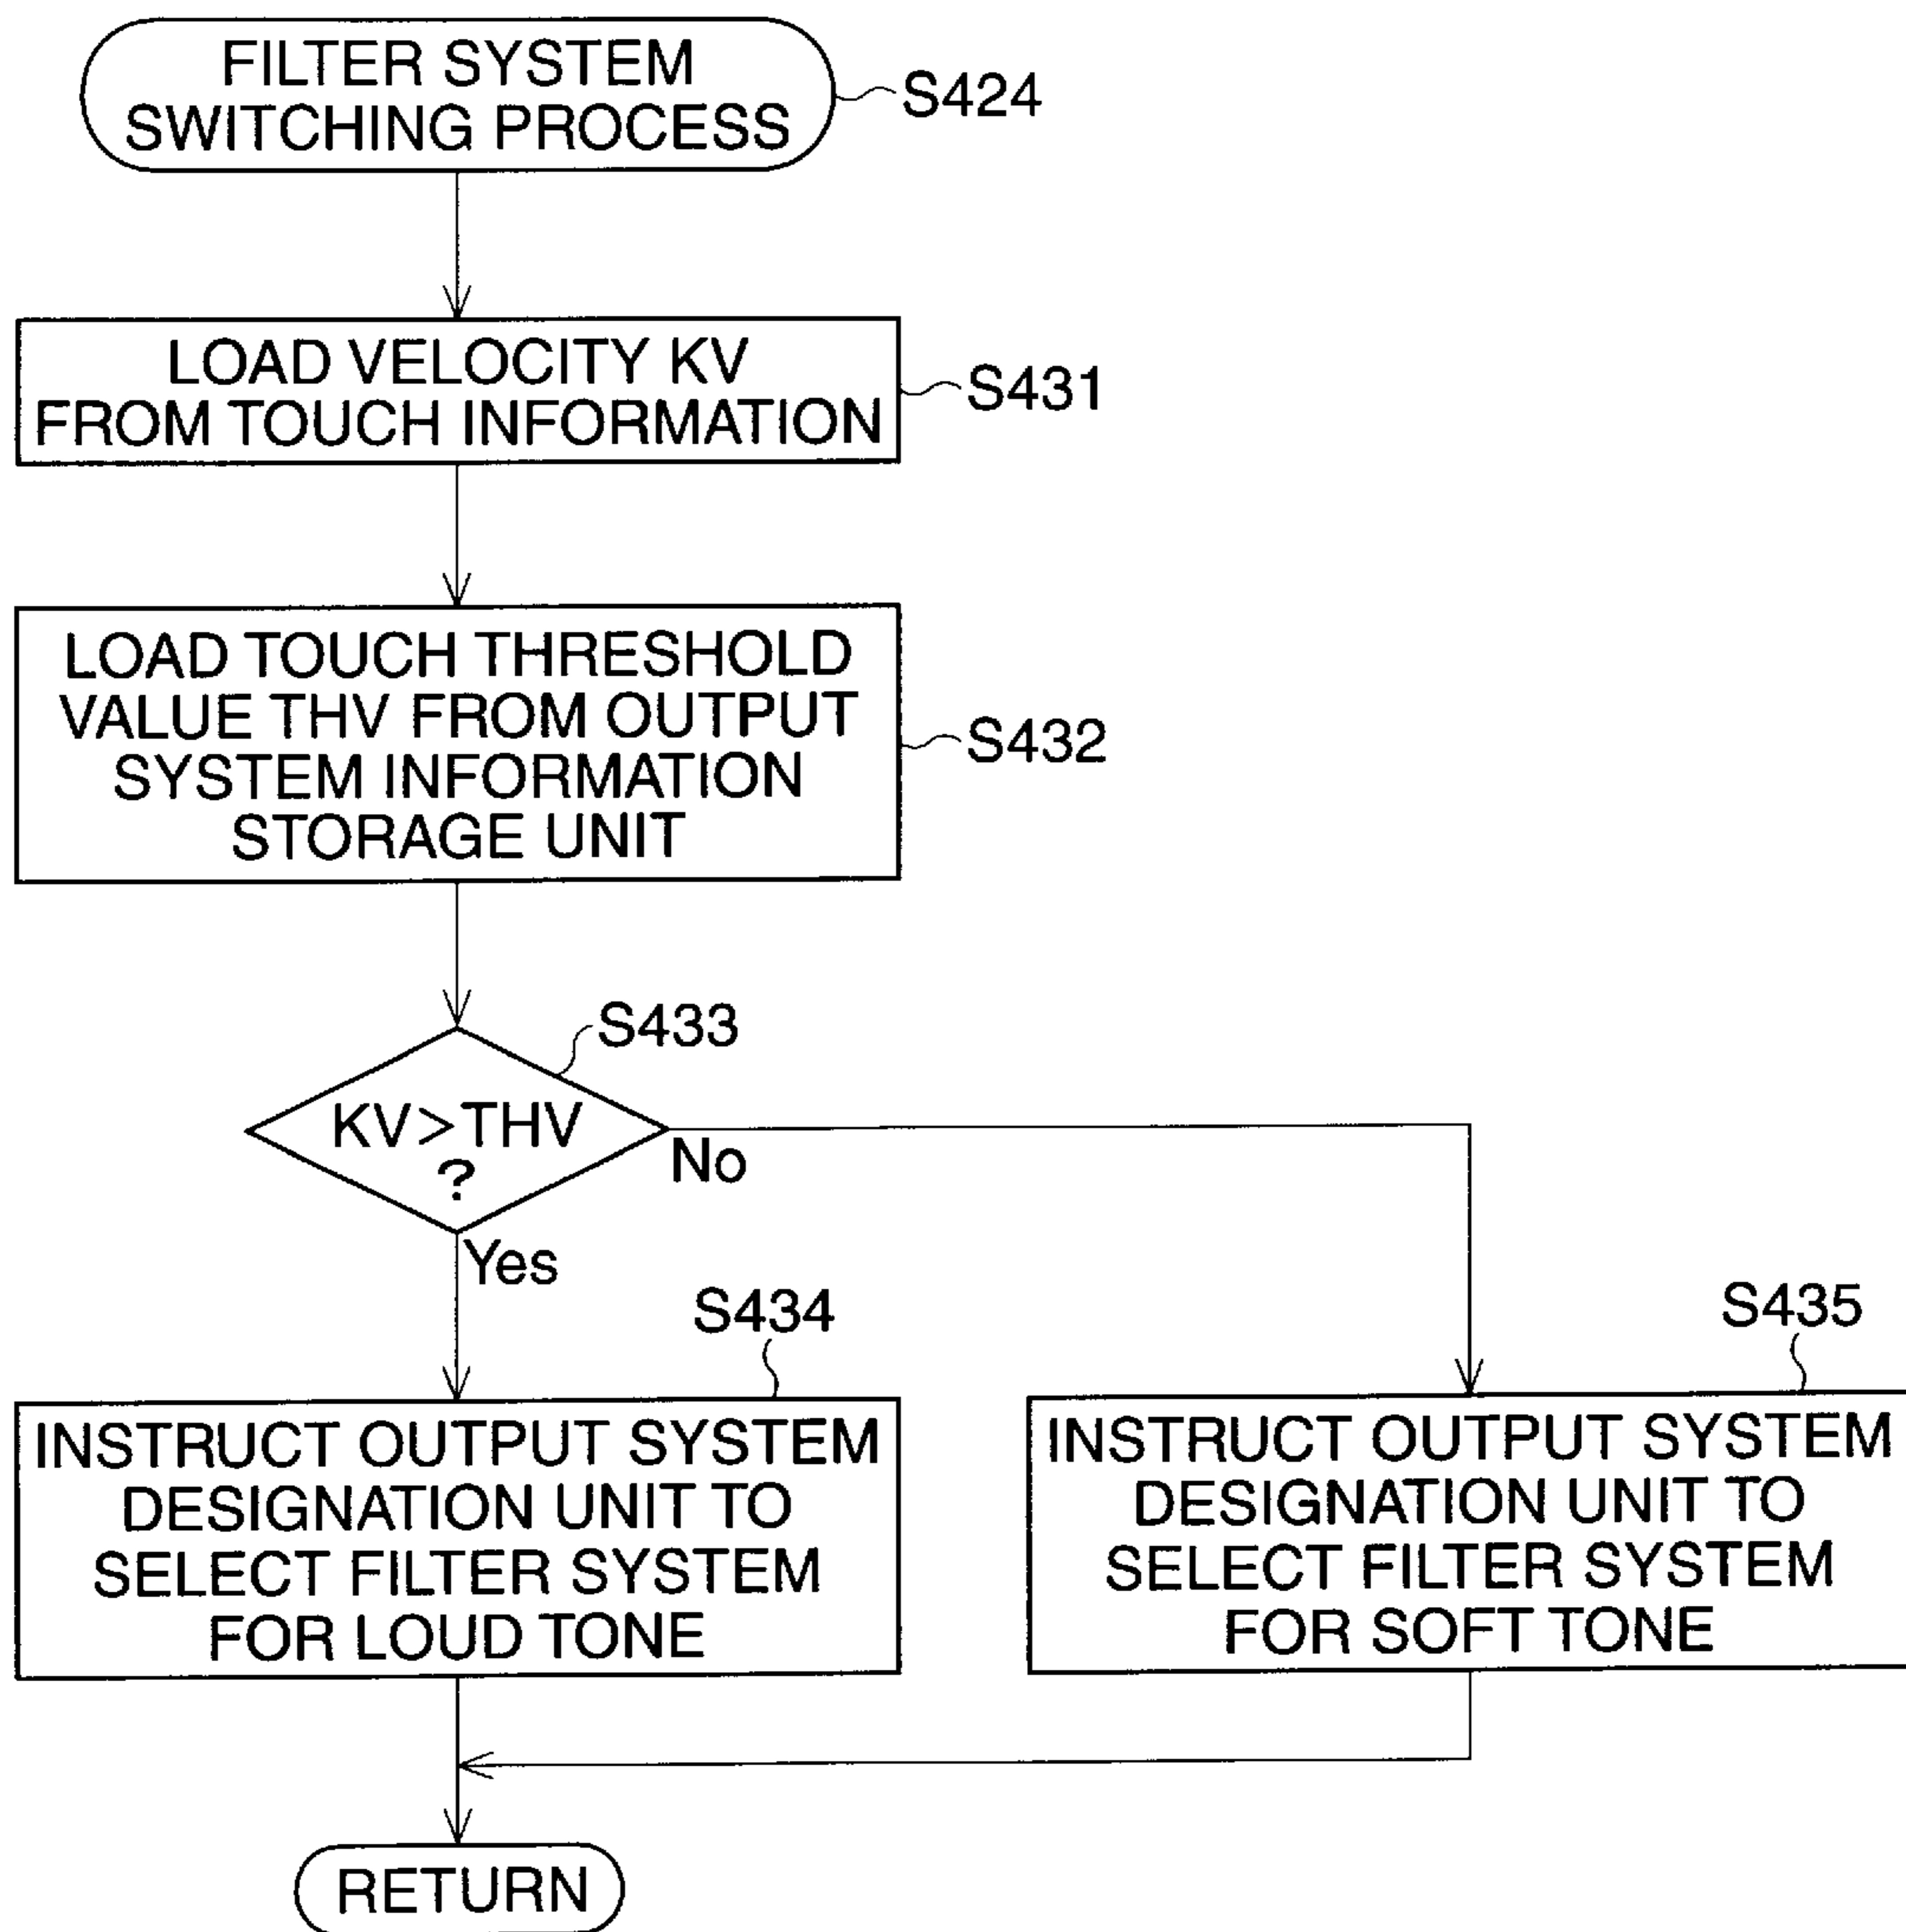 FILTER SYSTEM
SWITCHING PROCESS
S424
LOAD VELOCITY KV
FROM TOUCH INFORMATION
S431
LOAD TOUCH THRESHOLD
VALUE THV FROM OUTPUT
SYSTEM INFORMATION
STORAGE UNIT
S432
S433
KV>THV
?
No
Yes
S434
INSTRUCT OUTPUT SYSTEM
DESIGNATION UNIT TO
SELECT FILTER SYSTEM
FOR LOUD TONE
S435
INSTRUCT OUTPUT SYSTEM
DESIGNATION UNIT TO
SELECT FILTER SYSTEM
FOR SOFT TONE
RETURN